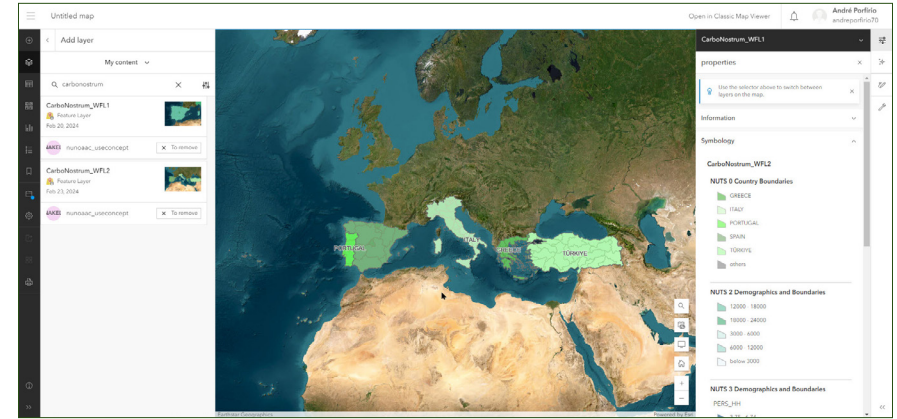 Untitled map
Open in Classic Map Viewer
André Porfírio
andreporfirio70
Add layer
My content
carbonostrum
CarboNostrum_WFL1
Feature Layer
Feb 20, 2024
nunoaac_useconcept
To remove
CarboNostrum_WFL2
Feature Layer
Feb 23, 2024
nunoaac_useconcept
To remove
PORTUGAL
ITALY
GREECE
TÜRKIYE
Powered by Esri
CarboNostrum_WFL1
properties
Use the selector above to switch between
layers on the map.
Information
Symbology
CarboNostrum_WFL2
NUTS 0 Country Boundaries
GREECE
ITALY
PORTUGAL
SPAIN
TÜRKIYE
others
NUTS 2 Demographics and Boundaries
12000 - 18000
18000 - 24000
3000 - 6000
6000 - 12000
below 3000
NUTS 3 Demographics and Boundaries
PERS_HH